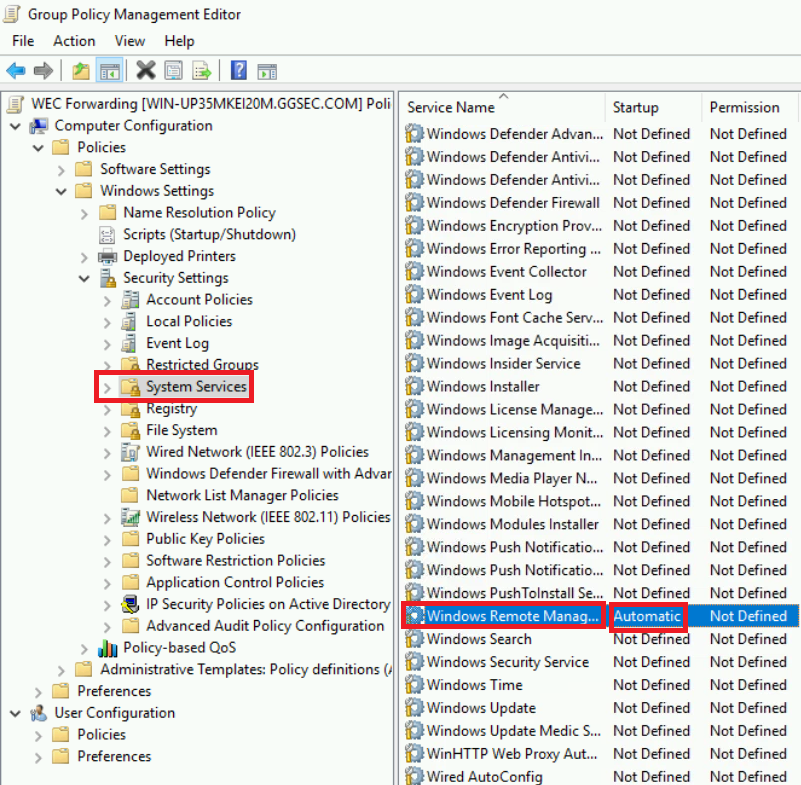 Group Policy Management Editor
File Action View Help
WEC Forwarding [WIN-UP35MKEI20M.GGSEC.COM] Poli
Computer Configuration
Policies
Software Settings
Windows Settings
Name Resolution Policy
Scripts (Startup/Shutdown)
Deployed Printers
Security Settings
Account Policies
Local Policies
Event Log
Restricted Groups
System Services
Registry
File System
Wired Network (IEEE 802.3) Policies
Windows Defender Firewall with Advar
Network List Manager Policies
Wireless Network (IEEE 802.11) Policies
Public Key Policies
Software Restriction Policies
Application Control Policies
IP Security Policies on Active Directory
Advanced Audit Policy Configuration
Policy-based QoS
Administrative Templates: Policy definitions (A
Preferences
User Configuration
Policies
Preferences
Service Name Startup Permission
Windows Defender Advan... Not Defined Not Defined
Windows Defender Antivi... Not Defined Not Defined
Windows Defender Antivi... Not Defined Not Defined
Windows Defender Firewall Not Defined Not Defined
Windows Encryption Prov... Not Defined Not Defined
Windows Error Reporting ... Not Defined Not Defined
Windows Event Collector Not Defined Not Defined
Windows Event Log Not Defined Not Defined
Windows Font Cache Serv... Not Defined Not Defined
Windows Image Acquisiti... Not Defined Not Defined
Windows Insider Service Not Defined Not Defined
Windows Installer Not Defined Not Defined
Windows License Manage... Not Defined Not Defined
Windows Licensing Monit... Not Defined Not Defined
Windows Management In... Not Defined Not Defined
Windows Media Player N... Not Defined Not Defined
Windows Mobile Hotspot... Not Defined Not Defined
Windows Modules Installer Not Defined Not Defined
Windows Push Notificatio... Not Defined Not Defined
Windows Push Notificatio... Not Defined Not Defined
Windows PushToInstall Se... Not Defined Not Defined
Windows Remote Manag... Automatic Not Defined
Windows Search Not Defined Not Defined
Windows Security Service Not Defined Not Defined
Windows Time Not Defined Not Defined
Windows Update Not Defined Not Defined
Windows Update Medic S... Not Defined Not Defined
WinHTTP Web Proxy Aut... Not Defined Not Defined
Wired AutoConfig Not Defined Not Defined